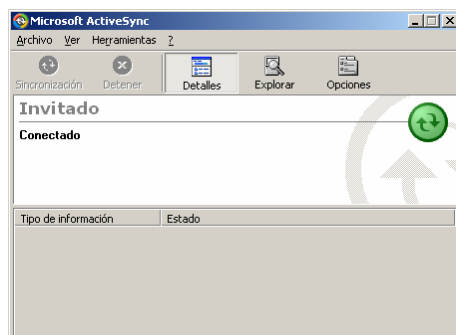 Microsoft ActiveSync
Archivo Ver Herramientas ?
Sincronización Detener Detalles Explorar Opciones
Invitado
Conectado
Tipo de información Estado